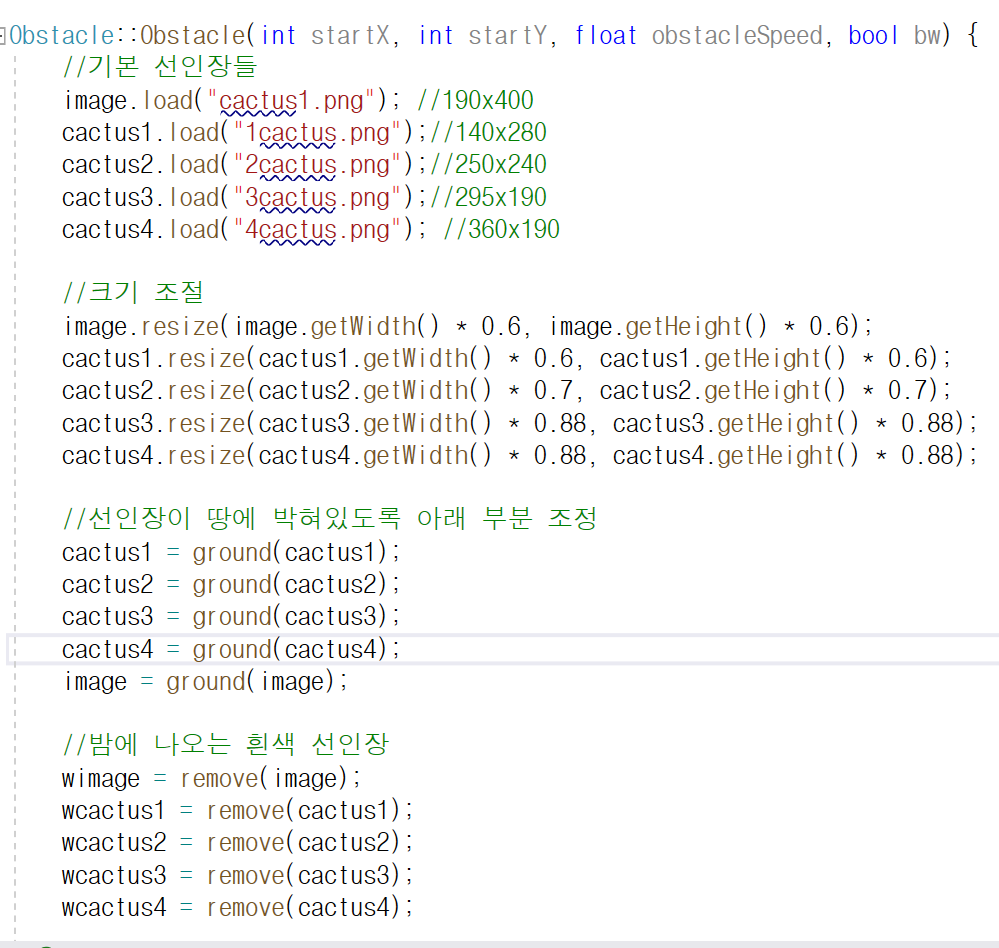 Obstacle::Obstacle(int startX, int startY, float obstacleSpeed, bool bw) {
//기본 선인장들
image.load("cactus1.png"); //190x400
cactus1.load("1cactus.png");//140x280
cactus2.load("2cactus.png");//250x240
cactus3.load("3cactus.png");//295x190
cactus4.load("4cactus.png"); //360x190
//크기 조절
image.resize(image.getWidth() * 0.6, image.getHeight() * 0.6);
cactus1.resize(cactus1.getWidth() * 0.6, cactus1.getHeight() * 0.6);
cactus2.resize(cactus2.getWidth() * 0.7, cactus2.getHeight() * 0.7);
cactus3.resize(cactus3.getWidth() * 0.88, cactus3.getHeight() * 0.88);
cactus4.resize(cactus4.getWidth() * 0.88, cactus4.getHeight() * 0.88);
//선인장이 땅에 박혀있도록 아래 부분 조정
cactus1 = ground(cactus1);
cactus2 = ground(cactus2);
cactus3 = ground(cactus3);
cactus4 = ground(cactus4);
image = ground(image);
//밤에 나오는 흰색 선인장
wimage = remove(image);
wcactus1 = remove(cactus1);
wcactus2 = remove(cactus2);
wcactus3 = remove(cactus3);
wcactus4 = remove(cactus4);